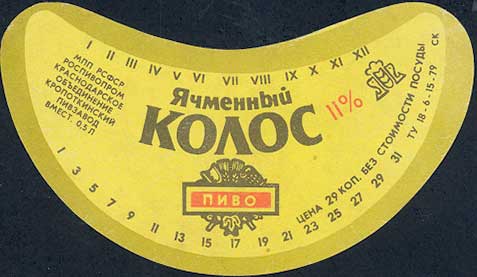 I II III IV V VI VII VIII IX X XI XII
МПП РСФСР
РОСПИВОПРОМ
КРАСНОДАРСКОЕ
ОБЪЕДИНЕНИЕ
КРОПОТКИНСКИЙ
ПИВЗАВОД
ВМЕСТ. 0,5 Л
Ячменный
КОЛОС
11%
ПИВО
ЦЕНА 29 КОП. БЕЗ СТОИМОСТИ ПОСУДЫ
ТУ 18-6-15-79 СК
1 3 5 7 9 11 13 15 17 19 21 23 25 27 29 31